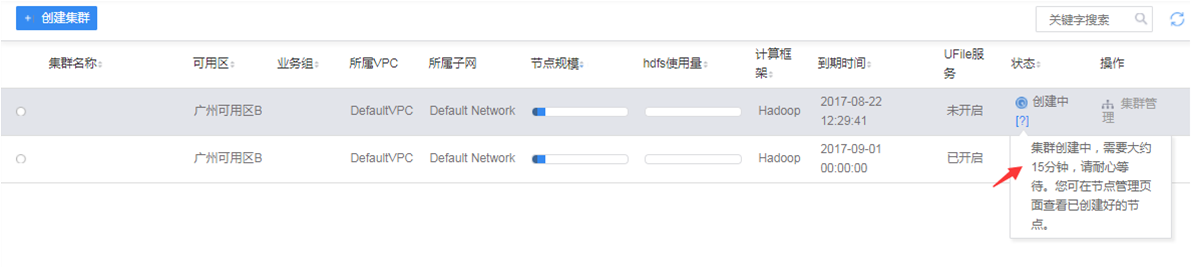 + 创建集群
关键字搜索
集群名称 可用区 业务组 所属VPC 所属子网 节点规模 hdfs使用量 计算框架 到期时间 UFile服务 状态 操作
广州可用区B DefaultVPC Default Network Hadoop 2017-08-22 12:29:41 未开启 创建中 [?] 集群管理
广州可用区B DefaultVPC Default Network Hadoop 2017-09-01 00:00:00 已开启
集群创建中，需要大约
15分钟，请耐心等
待。您可在节点管理页
面查看已创建好的节
点。